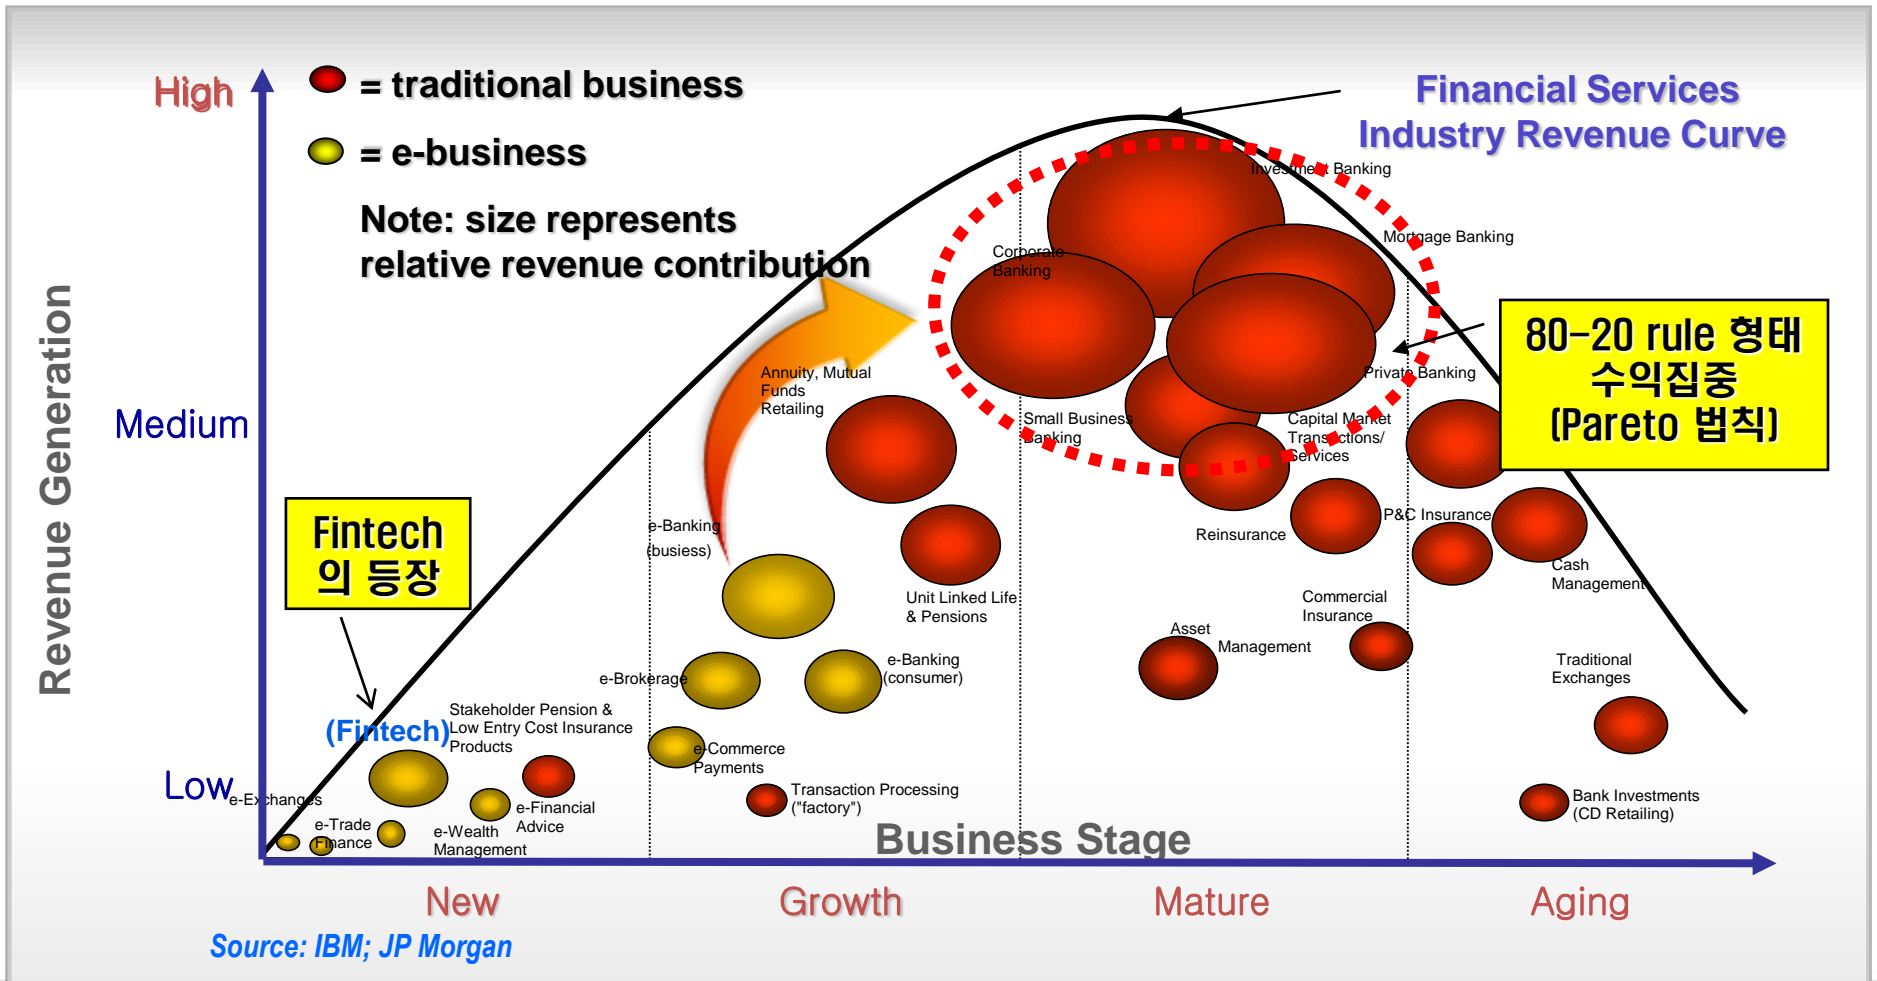 High
= traditional business
= e-business
Note: size represents
relative revenue contribution
Financial Services
Industry Revenue Curve
Investment Banking
Mortgage Banking
Corporate
Banking
80-20 rule 형태
수익집중
(Pareto 법칙)
Revenue Generation
Medium
Annuity, Mutual
Funds
Retailing
Private Banking
Small Business
Banking
Capital Market
Transactions/
Services
Fintech
의 등장
e-Banking
(busiess)
Reinsurance
P&C Insurance
Cash
Management
Unit Linked Life
& Pensions
Commercial
Insurance
Asset
Management
e-Brokerage
e-Banking
(consumer)
Traditional
Exchanges
(Fintech)
Stakeholder Pension &
Low Entry Cost Insurance
Products
e-Commerce
Payments
Low
e-Exchanges
e-Trade
Finance
e-Wealth
Management
e-Financial
Advice
Transaction Processing
("factory")
Bank Investments
(CD Retailing)
Business Stage
New
Growth
Mature
Aging
Source: IBM; JP Morgan